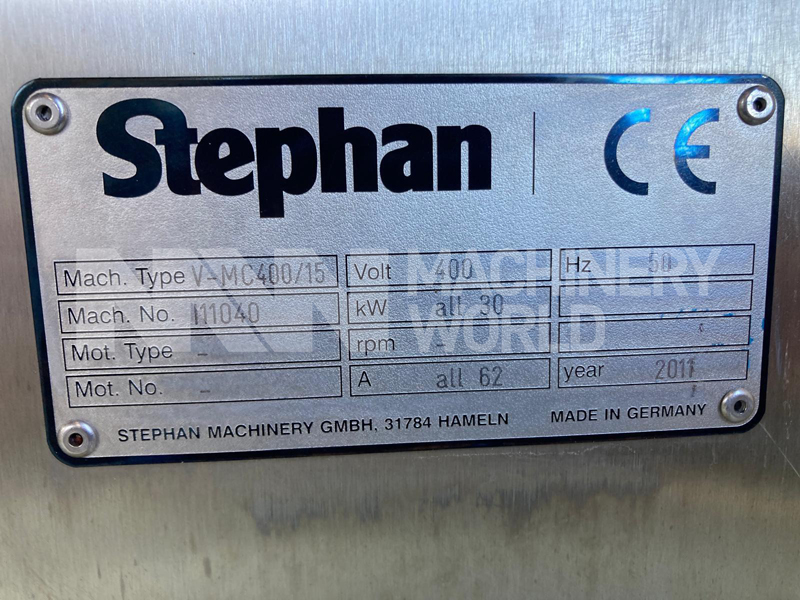 Stephan CE
Mach. Type V-MC400/15 Volt 400 Hz 50
Mach. No. 111040 kW all 30
Mot. Type - rpm -
Mot. No. - A all 62 year 2011
STEPHAN MACHINERY GMBH, 31784 HAMELN MADE IN GERMANY
MACHINERY
WORLD